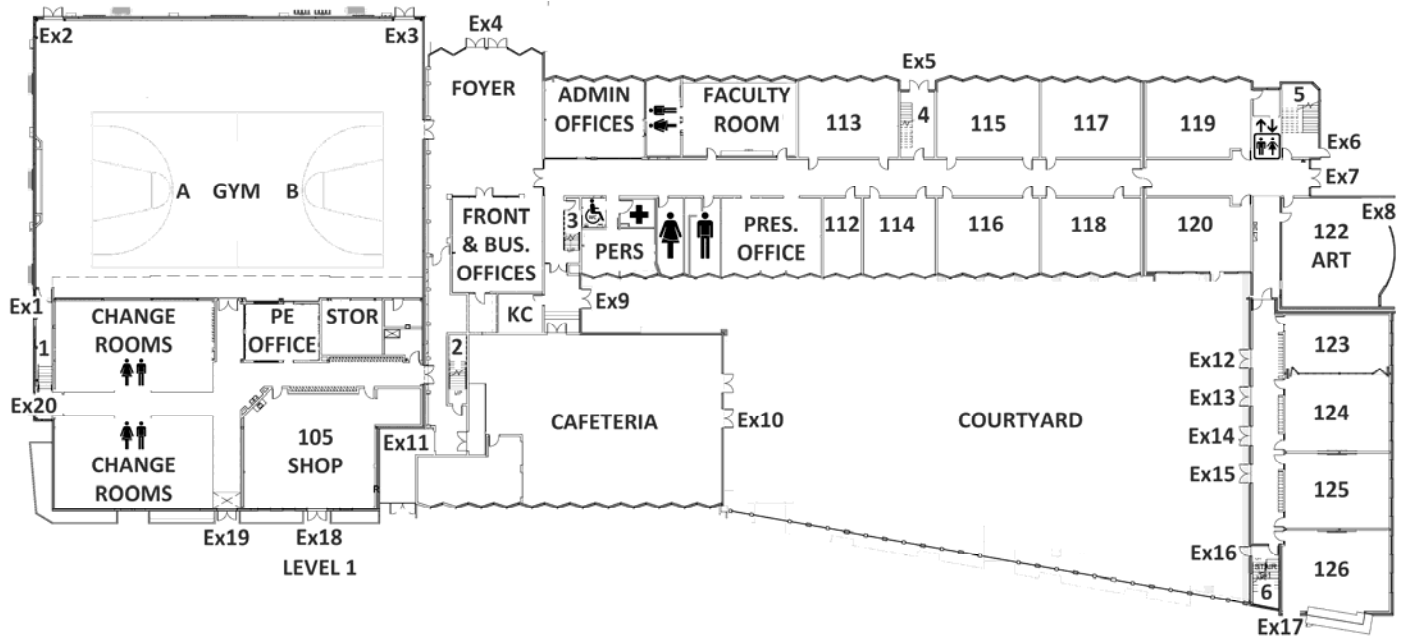 Ex2
Ex3
Ex4
FOYER
ADMIN
OFFICES
FACULTY
ROOM
113
Ex5
4
115
117
119
5
Ex6
Ex7
A GYM B
FRONT
& BUS.
OFFICES
3
PERS
PRES.
OFFICE
112
114
116
118
120
Ex8
122
ART
Ex1
1
CHANGE
ROOMS
PE
OFFICE
STOR
KC
Ex9
2
Ex20
CHANGE
ROOMS
105
SHOP
Ex11
CAFETERIA
Ex10
COURTYARD
Ex12
Ex13
Ex14
Ex15
Ex16
123
124
125
126
6
Ex17
Ex19
Ex18
LEVEL 1